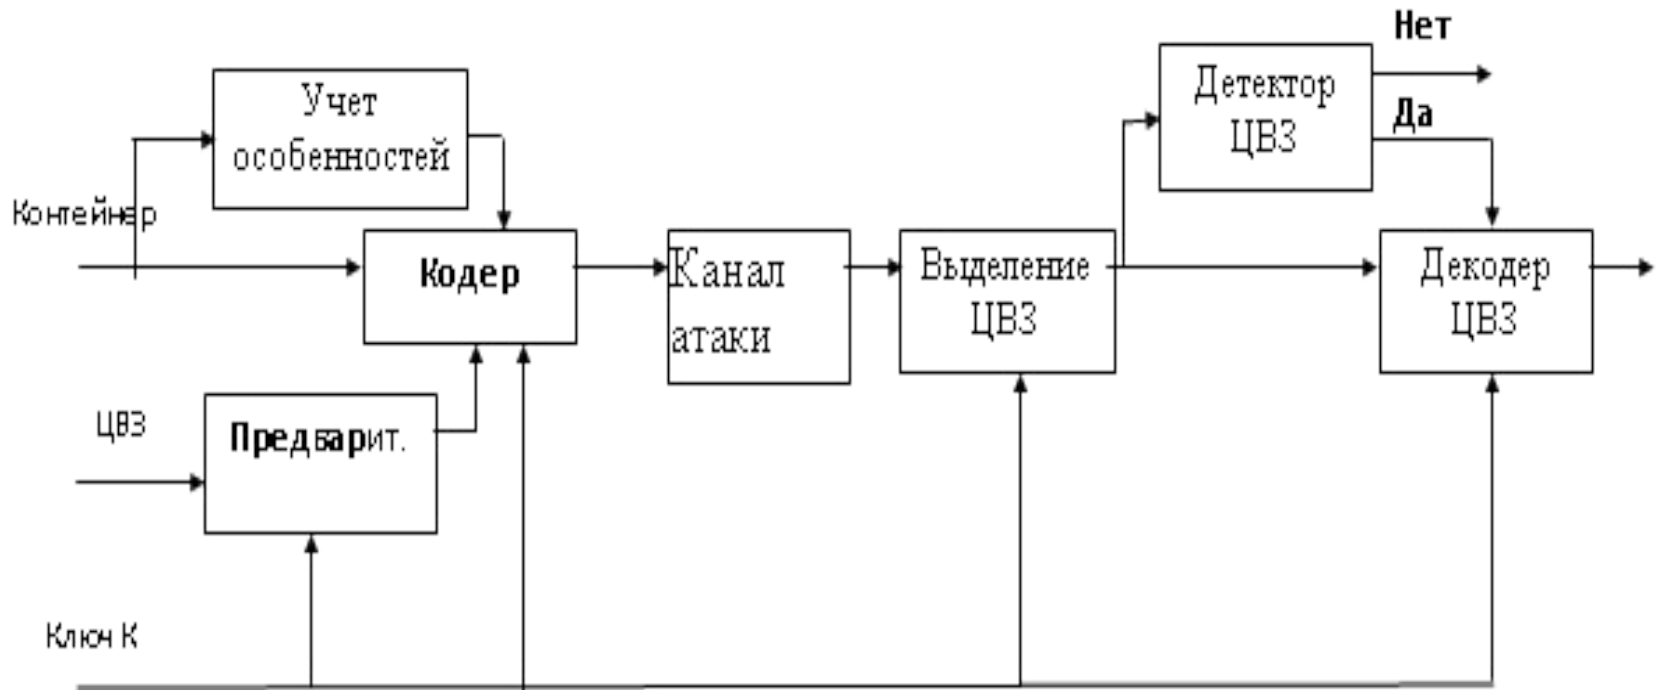 Нет
Учет
особенностей
Детектор
ЦВЗ
Да
Контейнер
Кодер
Канал
атаки
Выделение
ЦВЗ
Декодер
ЦВЗ
ЦВЗ
Предварит.
Ключ К